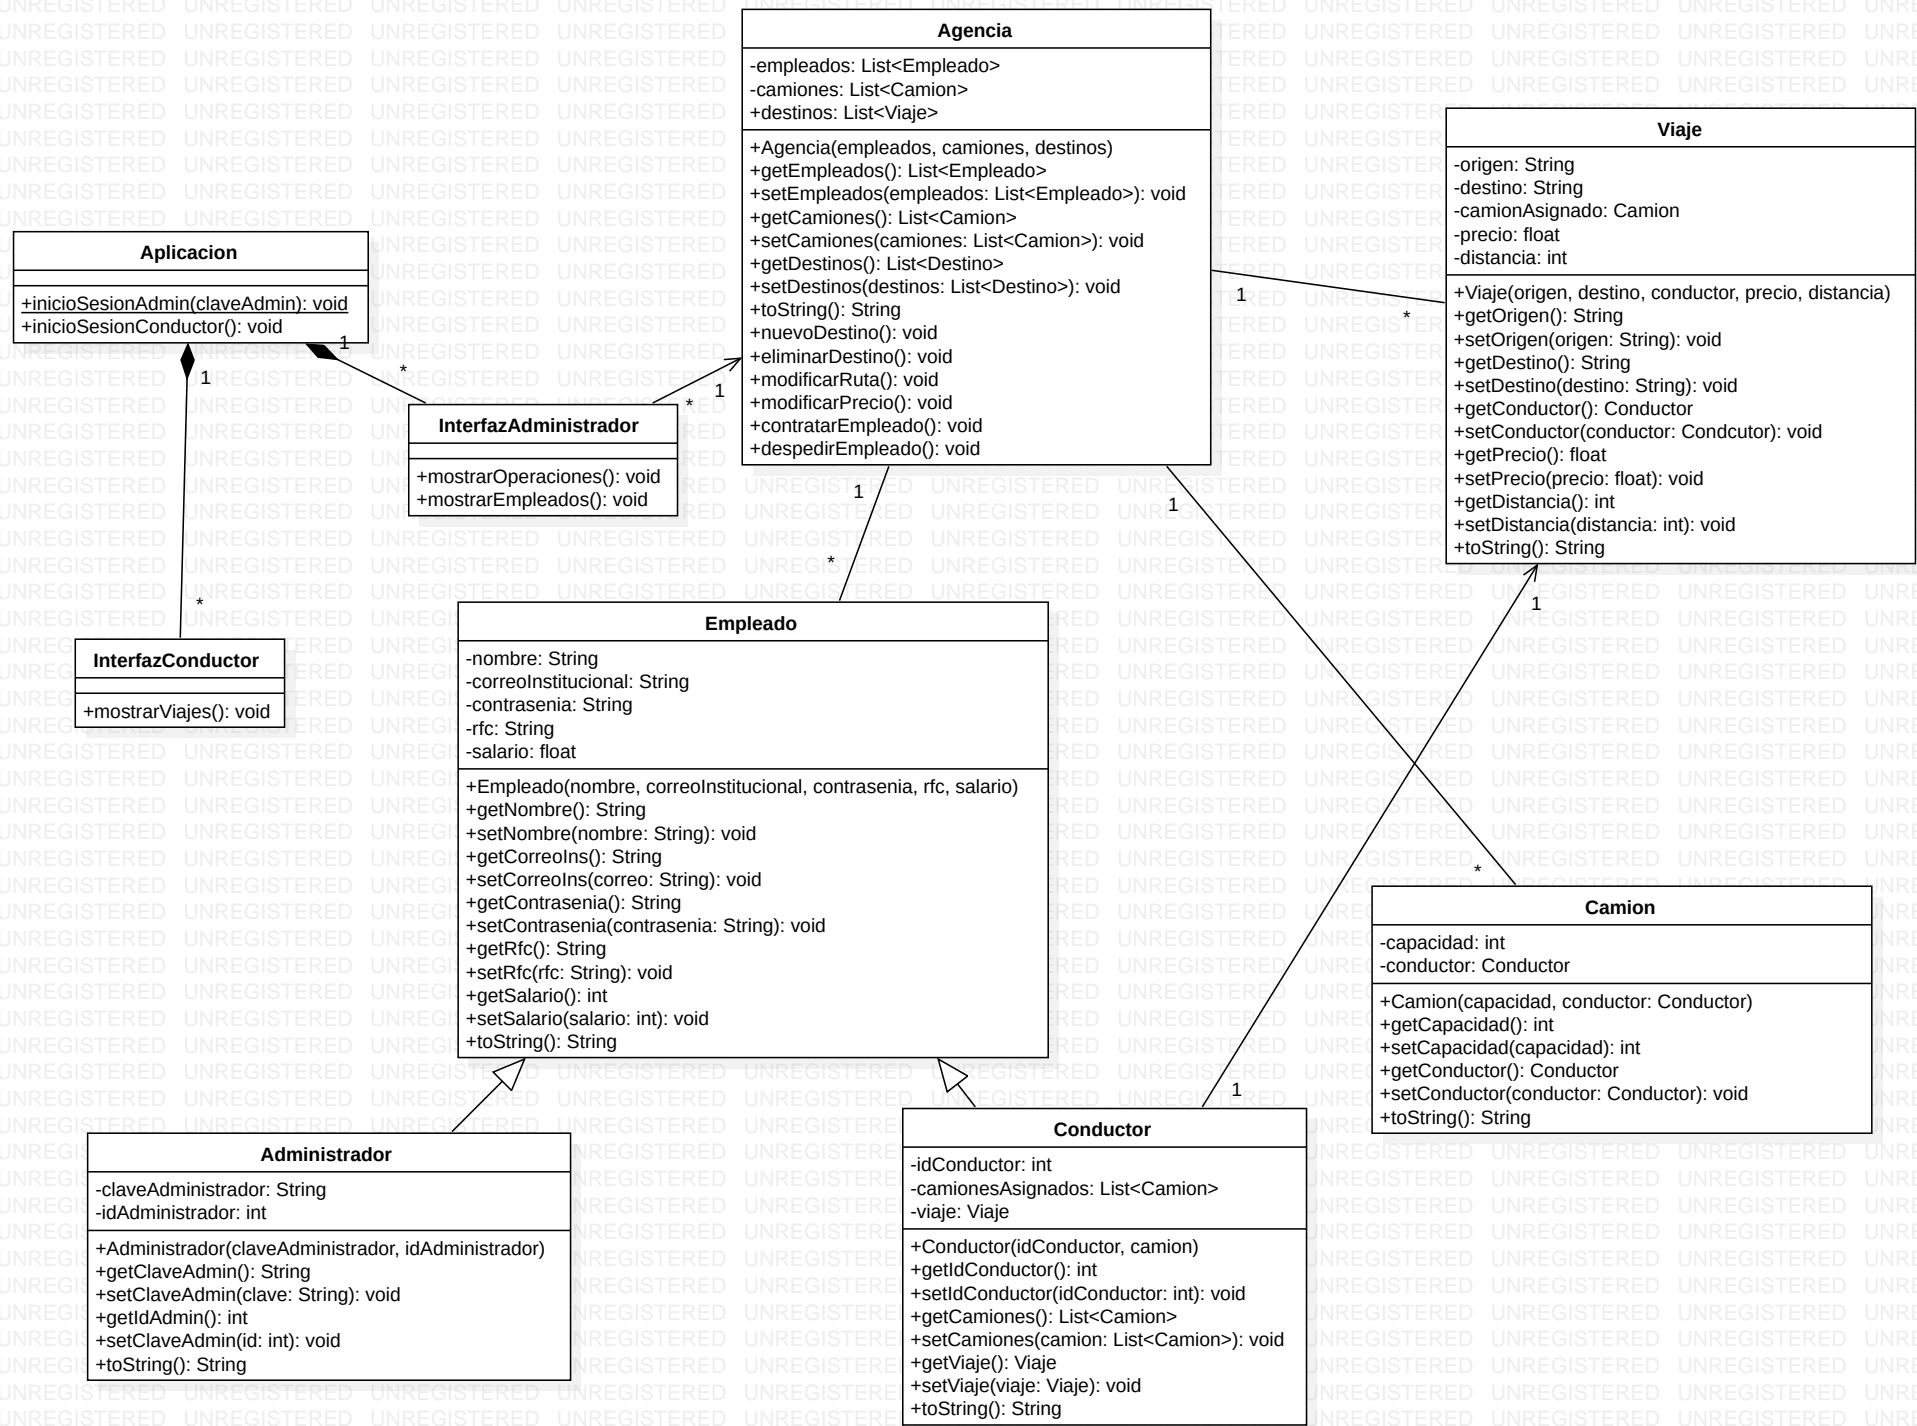 Agencia
-empleados: List<Empleado>
-camiones: List<Camion>
+destinos: List<Viaje>
+Agencia(empleados, camiones, destinos)
+getEmpleados(): List<Empleado>
+setEmpleados(empleados: List<Empleado>): void
+getCamiones(): List<Camion>
+setCamiones(camiones: List<Camion>): void
+getDestinos(): List<Destino>
+setDestinos(destinos: List<Destino>): void
+toString(): String
+nuevoDestino(): void
+eliminarDestino(): void
+modificarRuta(): void
+modificarPrecio(): void
+contratarEmpleado(): void
+despedirEmpleado(): void
Viaje
-origen: String
-destino: String
-camionAsignado: Camion
-precio: float
-distancia: int
+Viaje(origen, destino, conductor, precio, distancia)
+getOrigen(): String
+setOrigen(origen: String): void
+getDestino(): String
+setDestino(destino: String): void
+getConductor(): Conductor
+setConductor(conductor: Condcutor): void
+getPrecio(): float
+setPrecio(precio: float): void
+getDistancia(): int
+setDistancia(distancia: int): void
+toString(): String
Aplicacion
+inicioSesionAdmin(claveAdmin): void
+inicioSesionConductor(): void
1
*
1
*
1
*
1
*
InterfazAdministrador
+mostrarOperaciones(): void
+mostrarEmpleados(): void
1
*
1
*
1
1
InterfazConductor
+mostrarViajes(): void
Empleado
-nombre: String
-correoInstitucional: String
-contrasenia: String
-rfc: String
-salario: float
+Empleado(nombre, correoInstitucional, contrasenia, rfc, salario)
+getNombre(): String
+setNombre(nombre: String): void
+getCorreoIns(): String
+setCorreoIns(correo: String): void
+getContrasenia(): String
+setContrasenia(contrasenia: String): void
+getRfc(): String
+setRfc(rfc: String): void
+getSalario(): int
+setSalario(salario: int): void
+toString(): String
Camion
-capacidad: int
-conductor: Conductor
+Camion(capacidad, conductor: Conductor)
+getCapacidad(): int
+setCapacidad(capacidad): int
+getConductor(): Conductor
+setConductor(conductor: Conductor): void
+toString(): String
Administrador
-claveAdministrador: String
-idAdministrador: int
+Administrador(claveAdministrador, idAdministrador)
+getClaveAdmin(): String
+setClaveAdmin(clave: String): void
+getIdAdmin(): int
+setClaveAdmin(id: int): void
+toString(): String
Conductor
-idConductor: int
-camionesAsignados: List<Camion>
-viaje: Viaje
+Conductor(idConductor, camion)
+getIdConductor(): int
+setIdConductor(idConductor: int): void
+getCamiones(): List<Camion>
+setCamiones(camion: List<Camion>): void
+getViaje(): Viaje
+setViaje(viaje: Viaje): void
+toString(): String
UNREGISTERED